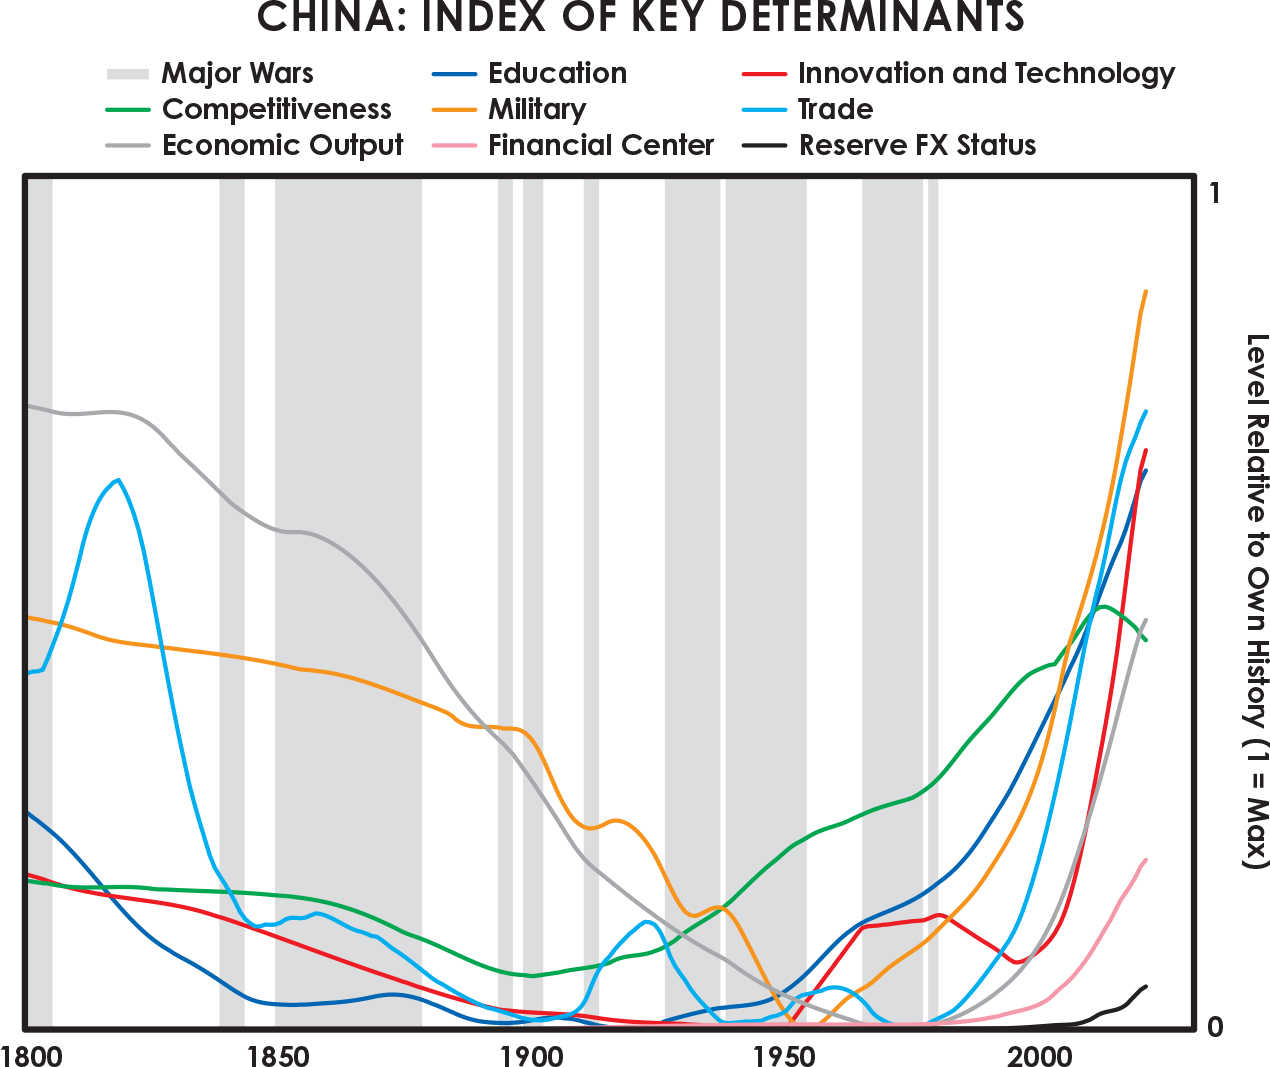 CHINA: INDEX OF KEY DETERMINANTS
Major Wars
Education
Innovation and Technology
Competitiveness
Military
Trade
Economic Output
Financial Center
Reserve FX Status
1
Level Relative to Own History (1 = Max)
0
1800
1850
1900
1950
2000